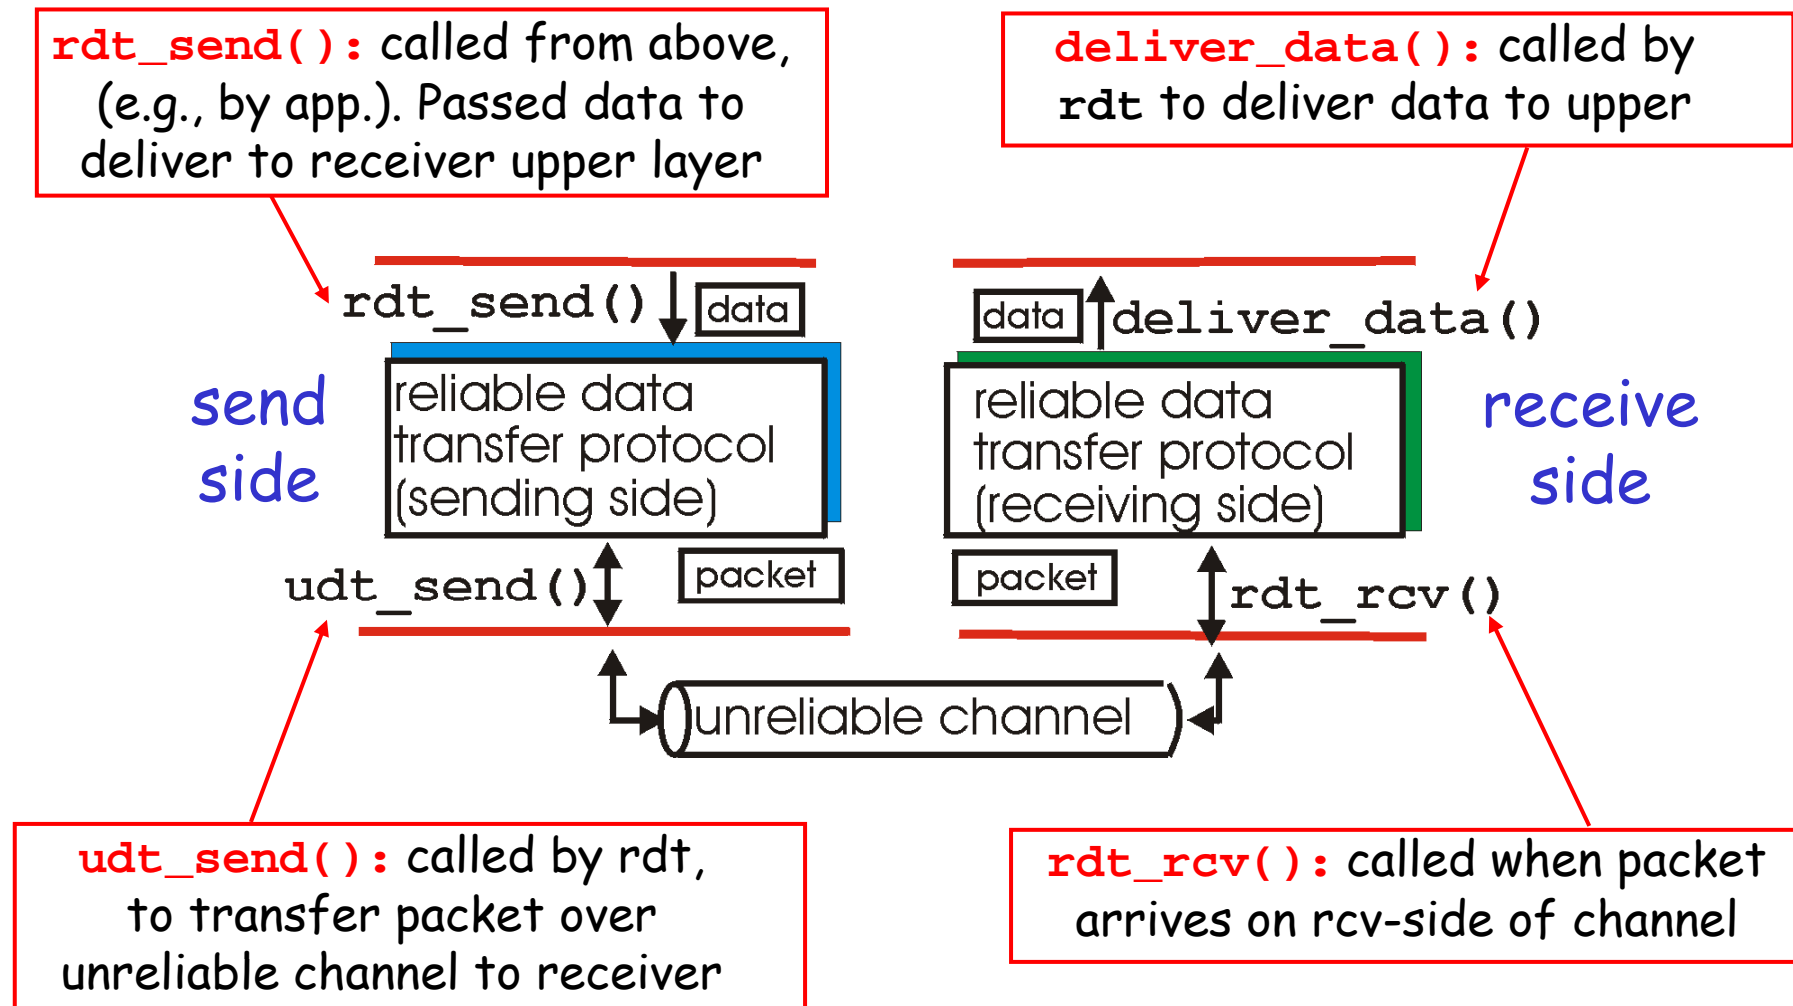 rdt_send(): called from above,
(e.g., by app.). Passed data to
deliver to receiver upper layer
deliver_data(): called by
rdt to deliver data to upper
rdt_send()
data
data
deliver_data()
send
side
reliable data
transfer protocol
(sending side)
reliable data
transfer protocol
(receiving side)
receive
side
udt_send()
packet
packet
rdt_rcv()
unreliable channel
udt_send(): called by rdt,
to transfer packet over
unreliable channel to receiver
rdt_rcv(): called when packet
arrives on rcv-side of channel